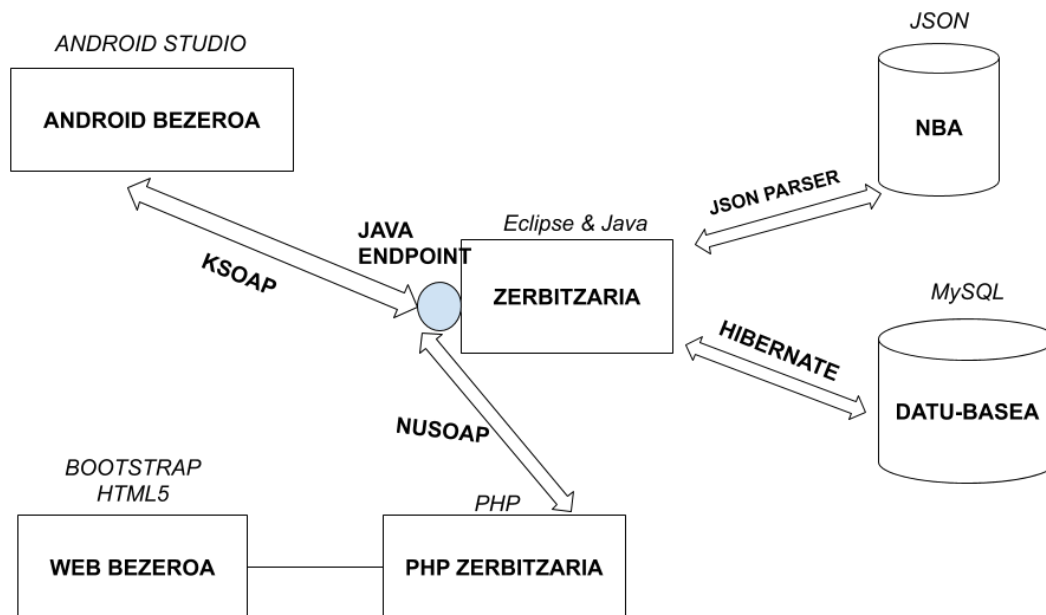 JSON
ANDROID STUDIO
ANDROID BEZEROA
NBA
JSON PARSER
Eclipse & Java
JAVA
ENDPOINT
KSOAP
ZERBITZARIA
MySQL
HIBERNATE
DATU-BASEA
NUSOAP
BOOTSTRAP
HTML5
PHP
WEB BEZEROA
PHP ZERBITZARIA